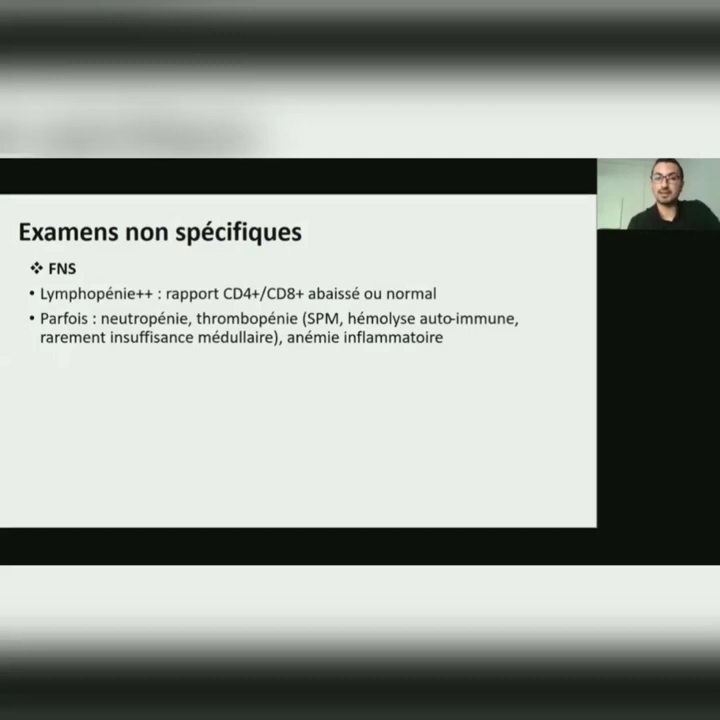 Examens non spécifiques
❖ FNS
• Lymphopénie++ : rapport CD4+/CD8+ abaissé ou normal
• Parfois : neutropénie, thrombopénie (SPM, hémolyse auto-immune,
rarement insuffisance médullaire), anémie inflammatoire